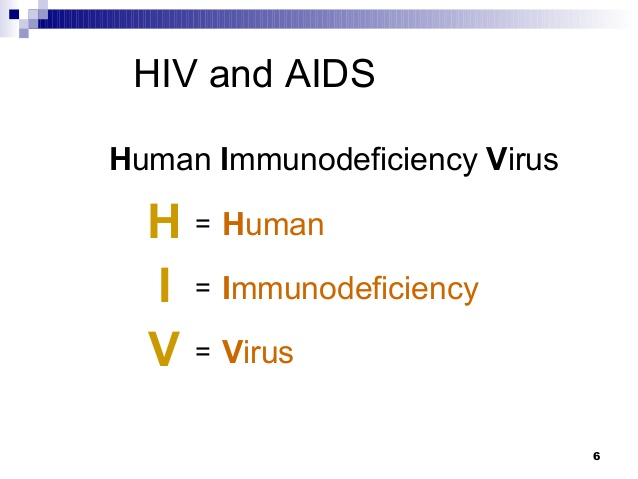 HIV and AIDS
Human Immunodeficiency Virus
H = Human
I = Immunodeficiency
V = Virus
6